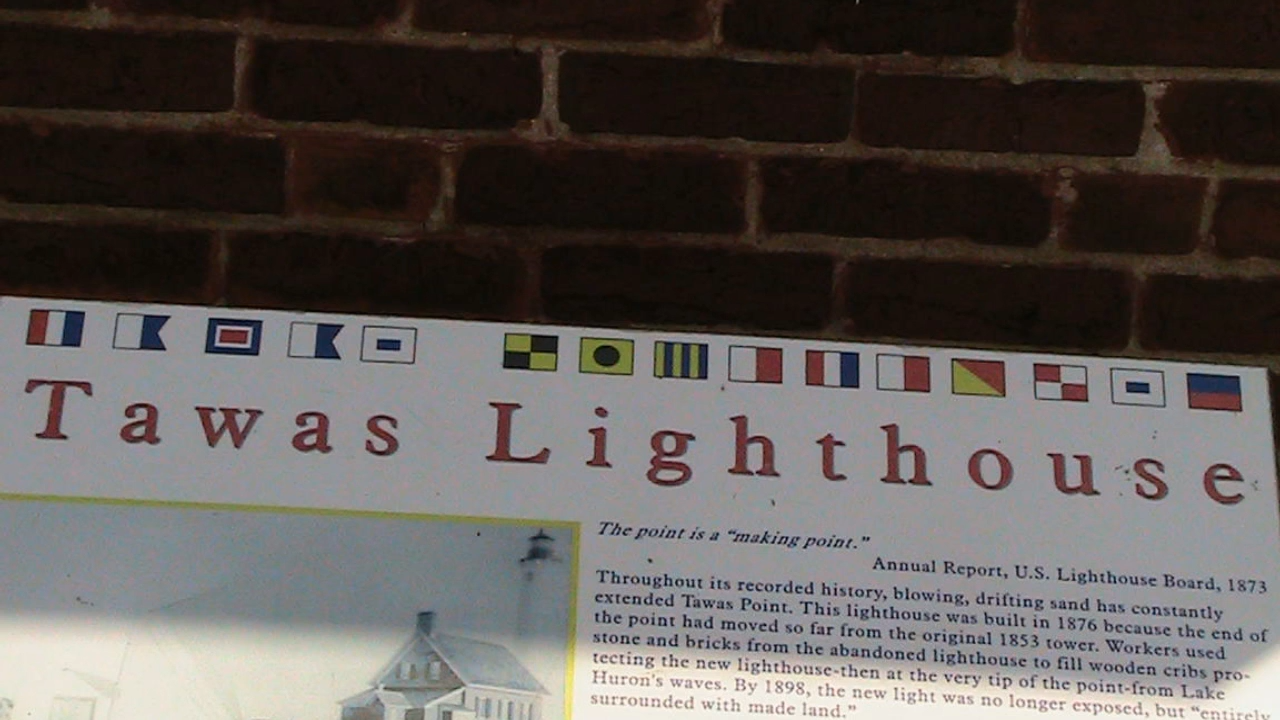 Tawas Lighthouse
The point is a "making point."
Annual Report, U.S. Lighthouse Board, 1873
Throughout its recorded history, blowing, drifting sand has constantly
extended Tawas Point. This lighthouse was built in 1876 because the end of
the point had moved so far from the original 1853 tower. Workers used
stone and bricks from the abandoned lighthouse to fill wooden cribs pro-
tecting the new lighthouse-then at the very tip of the point-from Lake
Huron's waves. By 1898, the new light was no longer exposed, but "entirely
surrounded with made land."